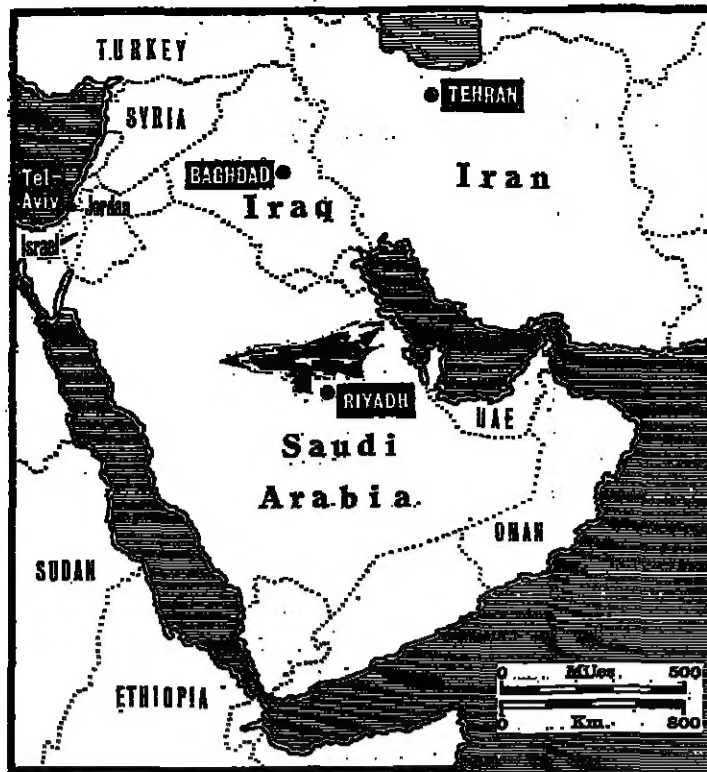 TURKEY
TEHRAN
SYRIA
BAGHDAD
Iran
Tel-
Aviv
Jordan
Iraq
Israel
RIYADH
UAE
Saudi
Arabia
OMAN
SUDAN
ETHIOPIA
0 Miles 500
0 Km. 800